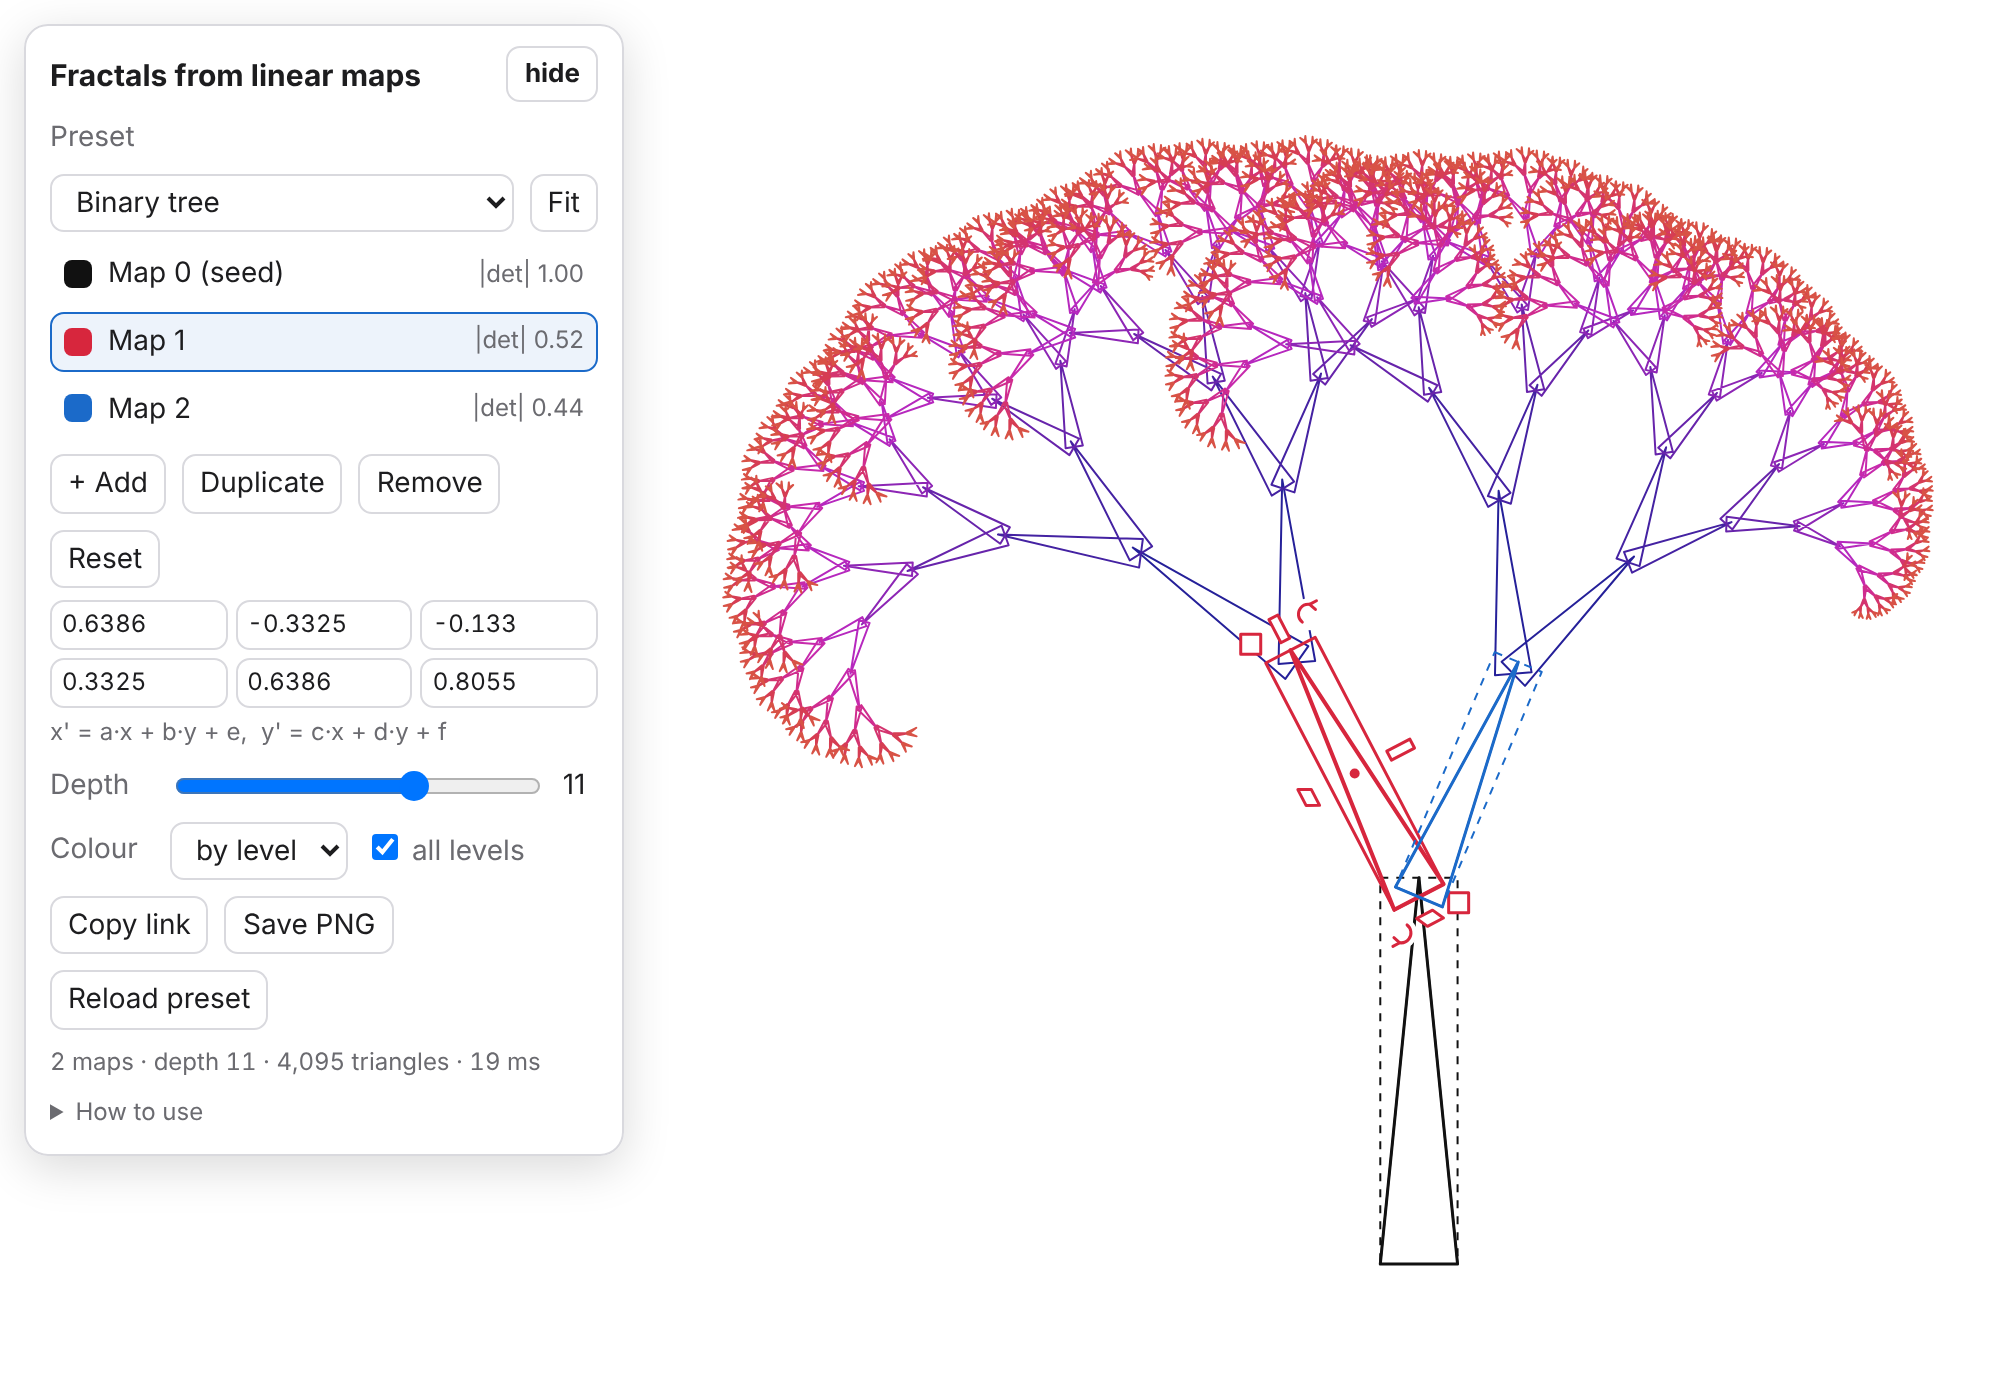 Fractals from linear maps hide
Preset
Binary tree Fit
Map 0 (seed) |det| 1.00
Map 1 |det| 0.52
Map 2 |det| 0.44
+ Add Duplicate Remove
Reset
0.6386 -0.3325 -0.133
0.3325 0.6386 0.8055
x' = a·x + b·y + e, y' = c·x + d·y + f
Depth 11
Colour by level all levels
Copy link Save PNG
Reload preset
2 maps · depth 11 · 4,095 triangles · 19 ms
How to use